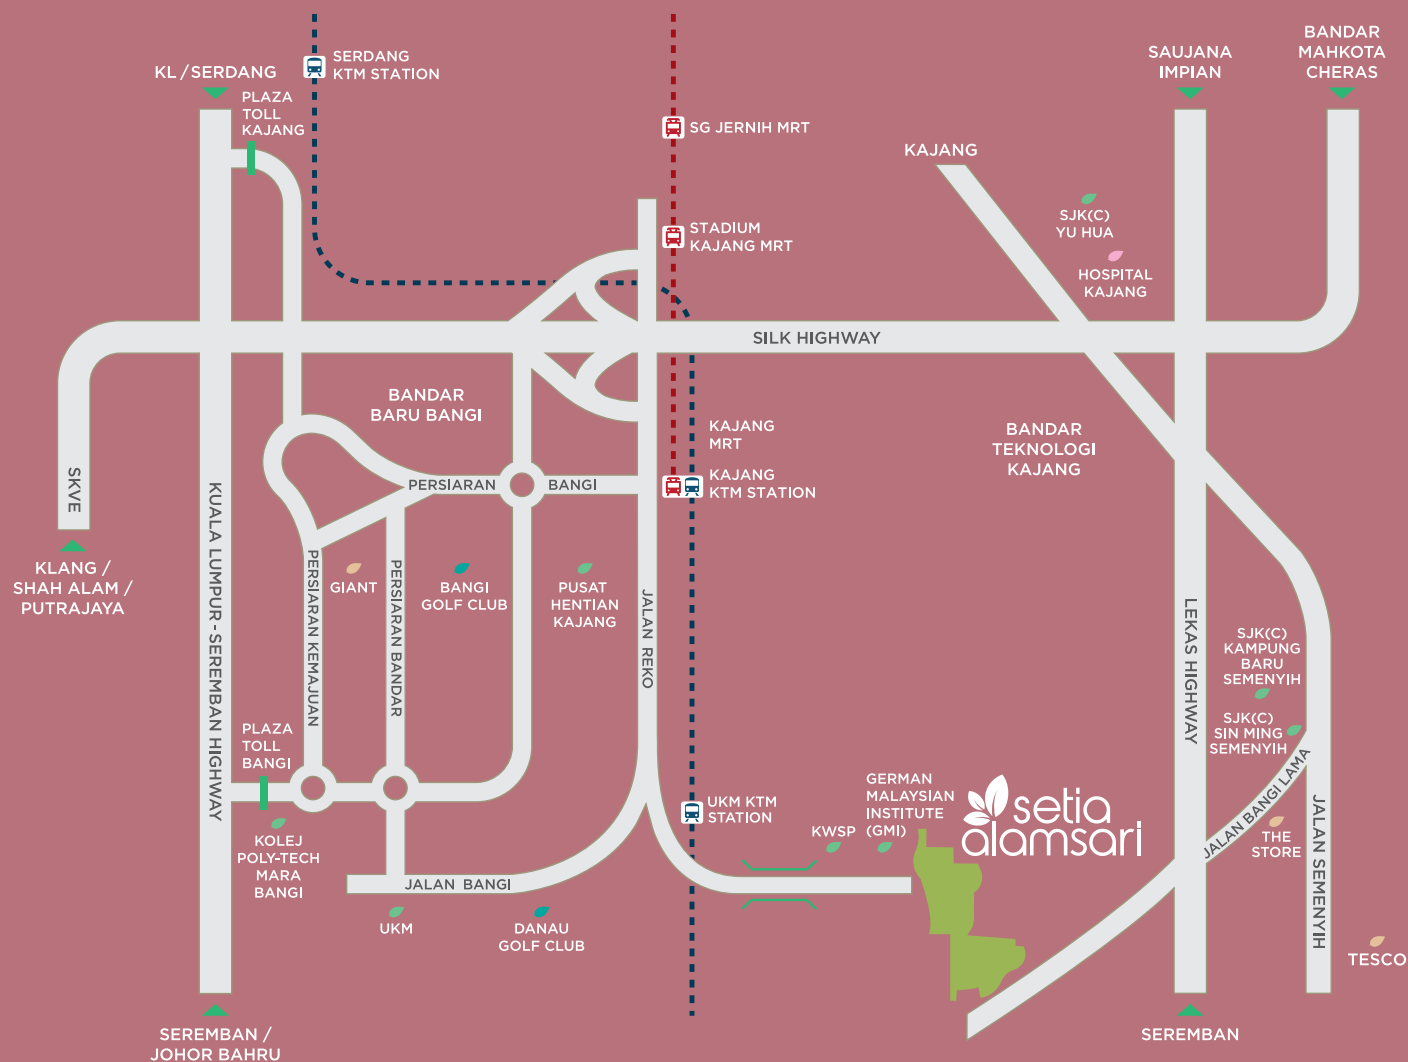 SERDANG
KTM STATION
KL / SERDANG
PLAZA
TOLL
KAJANG
SG JERNIH MRT
STADIUM
KAJANG MRT
KAJANG
SAUJANA
IMPIAN
BANDAR
MAHKOTA
CHERAS
SJK(C)
YU HUA
HOSPITAL
KAJANG
SILK HIGHWAY
BANDAR
BARU BANGI
KAJANG
MRT
KAJANG
KTM STATION
BANDAR
TEKNOLOGI
KAJANG
SKVE
KLANG /
SHAH ALAM /
PUTRAJAYA
KUALA LUMPUR - SEREMBAN HIGHWAY
PERSIARAN BANGI
PERSIARAN KEMAJUAN
GIANT
PERSIARAN BANDAR
BANGI
GOLF CLUB
PUSAT
HENTIAN
KAJANG
JALAN REKO
LEKAS HIGHWAY
SJK(C)
KAMPUNG
BARU
SEMENYIH
SJK(C)
SIN MING
SEMENYIH
PLAZA
TOLL
BANGI
KOLEJ
POLY-TECH
MARA
BANGI
UKM KTM
STATION
KWSP
GERMAN
MALAYSIAN
INSTITUTE
(GMI)
setia
alamsari
JALAN BANGI LAMA
THE
STORE
JALAN SEMENYIH
JALAN BANGI
UKM
DANAU
GOLF CLUB
TESCO
SEREMBAN /
JOHOR BAHRU
SEREMBAN